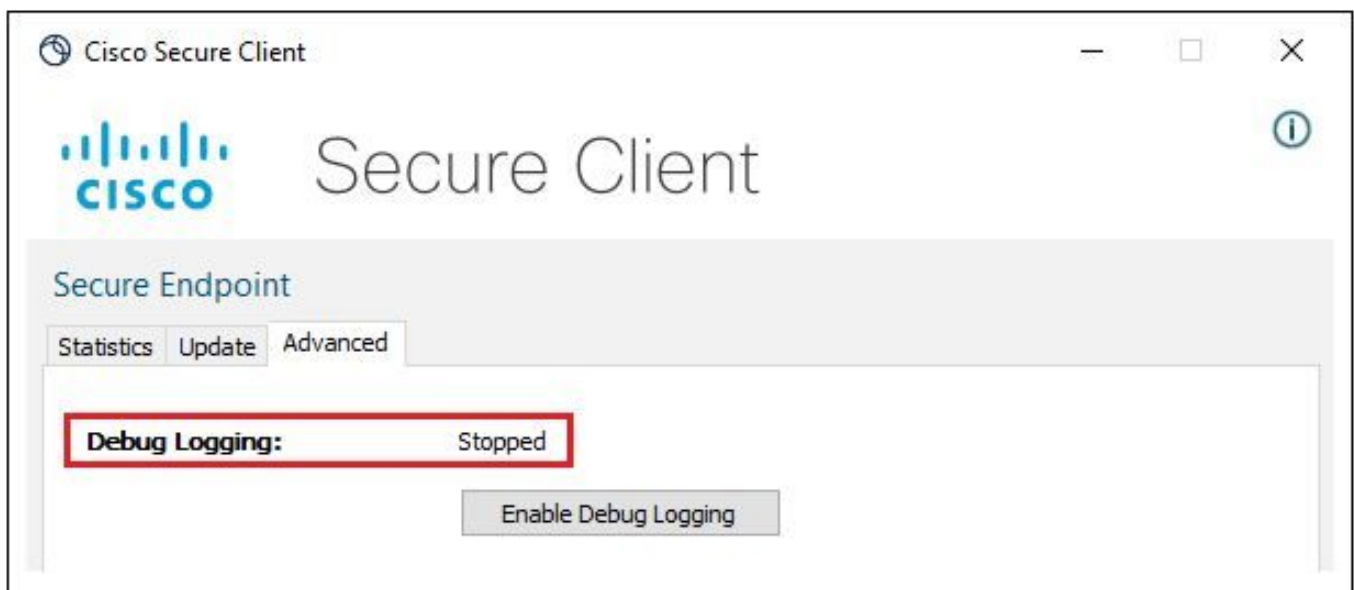 Cisco Secure Client
CISCO
Secure Client
Secure Endpoint
Statistics Update Advanced
Debug Logging: Stopped
Enable Debug Logging